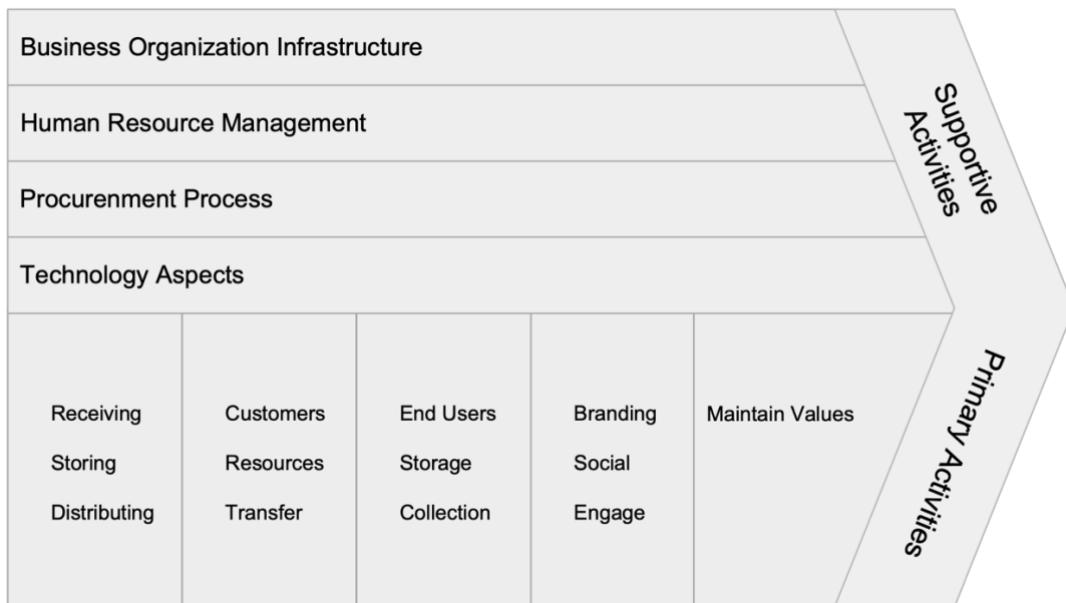 Business Organization Infrastructure
Human Resource Management
Procurenment Process
Technology Aspects
Supportive
Activities
Receiving
Storing
Distributing
Customers
Resources
Transfer
End Users
Storage
Collection
Branding
Social
Engage
Maintain Values
Primary Activities